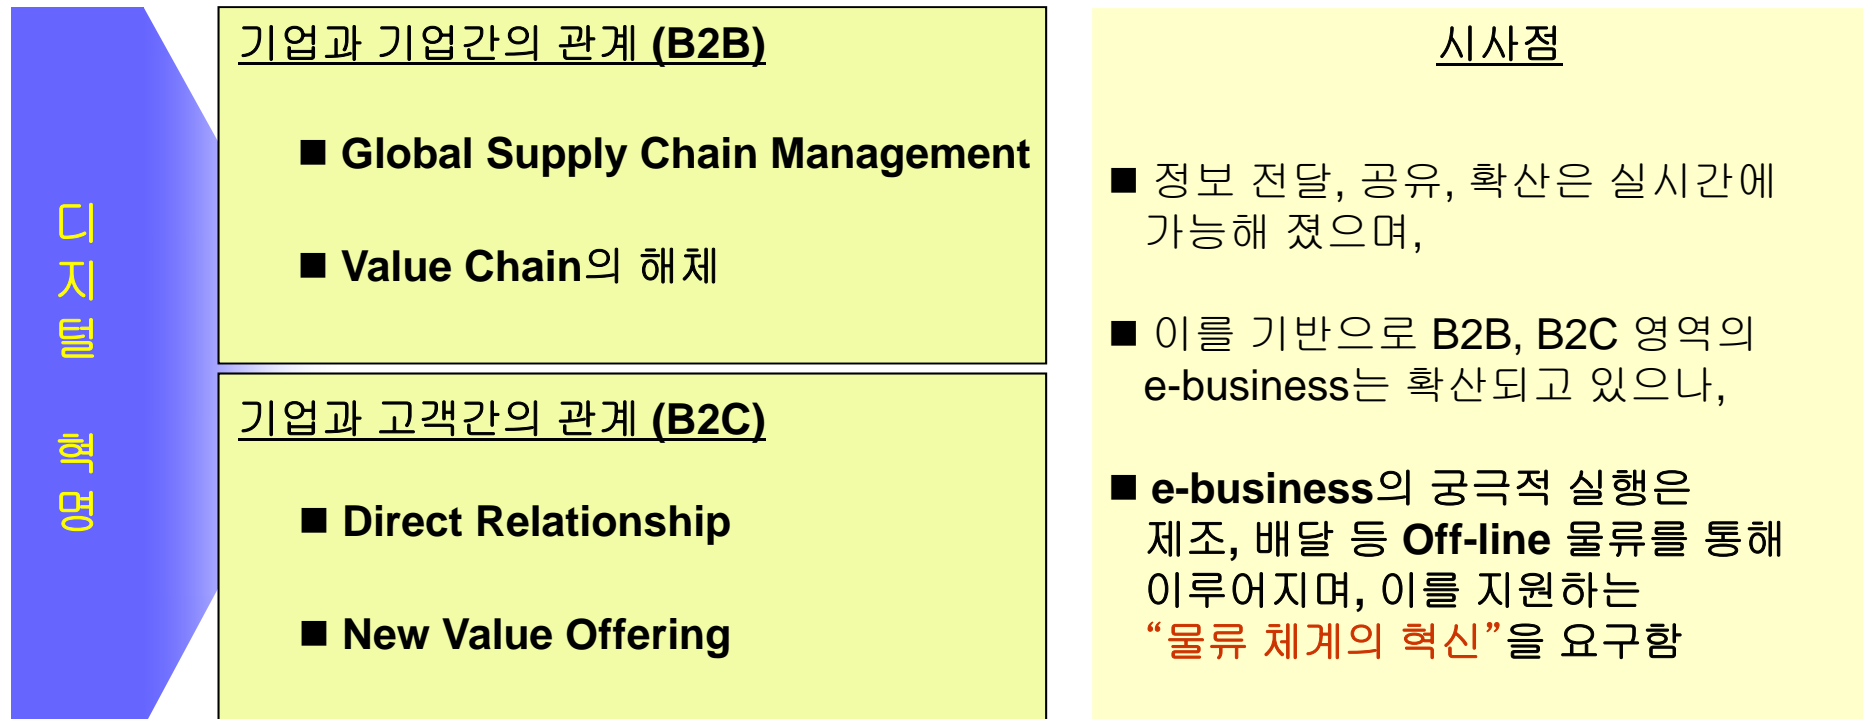 디
지
털
혁
명
기업과 기업간의 관계 (B2B)
■ Global Supply Chain Management
■ Value Chain의 해체
기업과 고객간의 관계 (B2C)
■ Direct Relationship
■ New Value Offering
시사점
■ 정보 전달, 공유, 확산은 실시간에
가능해 졌으며,
■ 이를 기반으로 B2B, B2C 영역의
e-business는 확산되고 있으나,
■ e-business의 궁극적 실행은
제조, 배달 등 Off-line 물류를 통해
이루어지며, 이를 지원하는
“물류 체계의 혁신”을 요구함